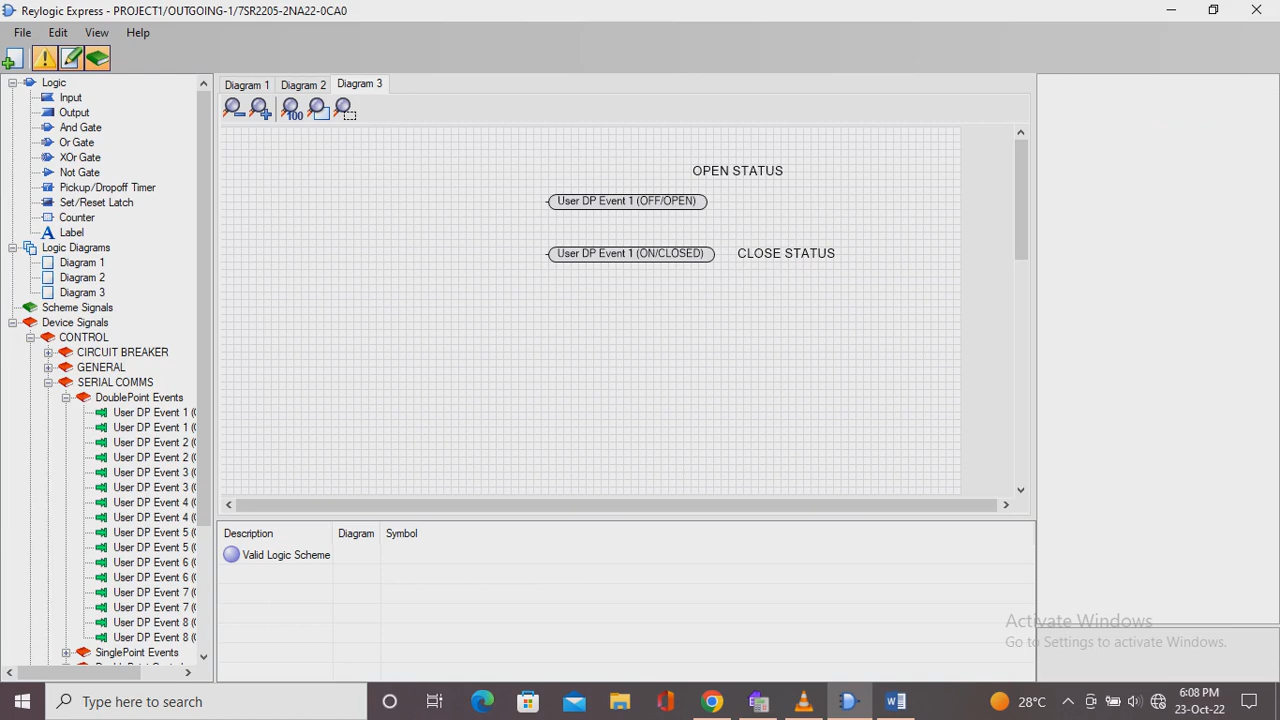 Reylogic Express - PROJECT1/OUTGOING-1/7SR2205-2NA22-0CA0
File Edit View Help
Logic
Input
Output
And Gate
Or Gate
XOr Gate
Not Gate
Pickup/Dropoff Timer
Set/Reset Latch
Counter
A Label
Logic Diagrams
Diagram 1
Diagram 2
Diagram 3
Scheme Signals
Device Signals
CONTROL
CIRCUIT BREAKER
GENERAL
SERIAL COMMS
DoublePoint Events
User DP Event 1 (
User DP Event 1 (
User DP Event 2 (
User DP Event 2 (
User DP Event 3 (
User DP Event 3 (
User DP Event 4 (
User DP Event 4 (
User DP Event 5 (
User DP Event 5 (
User DP Event 6 (
User DP Event 6 (
User DP Event 7 (
User DP Event 7 (
User DP Event 8 (
User DP Event 8 (
SinglePoint Events
Diagram 1 Diagram 2 Diagram 3
100
OPEN STATUS
User DP Event 1 (OFF/OPEN)
User DP Event 1 (ON/CLOSED) CLOSE STATUS
Description Diagram Symbol
Valid Logic Scheme
Activate Windows
Go to Settings to activate Windows.
Type here to search
28°C
6:08 PM
23-Oct-22